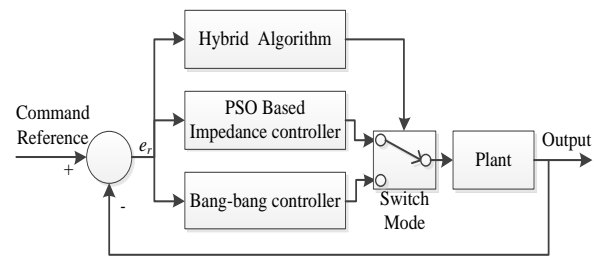 Hybrid Algorithm
Command
Reference
PSO Based
Impedance controller
e_r
+
-
Bang-bang controller
Switch
Mode
Plant
Output